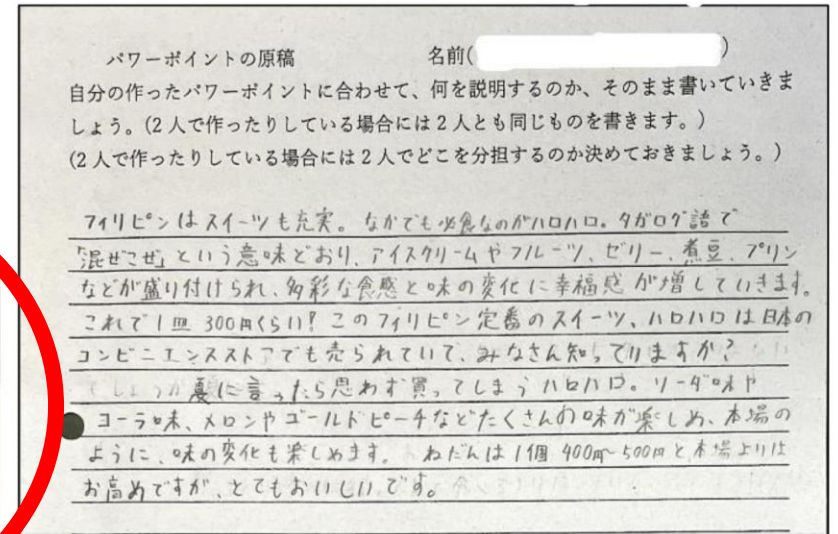 パワーポイントの原稿　名前(　)
自分の作ったパワーポイントに合わせて、何を説明するのか、そのまま書いていきま
しょう。(2人で作ったりしている場合には2人とも同じものを書きます。)
(2人で作ったりしている場合には2人でどこを分担するのか決めておきましょう。)
フィリピンはスイーツも充実。なかでも必食なのがハロハロ。タガログ語で
「混ぜこぜ」という意味どおり、アイスクリームやフルーツ、ゼリー、煮豆、プリン
などが盛り付けられ、多彩な食感と味の変化に幸福感が増していきます。
これで1皿300円くらい!このフィリピン定番のスイーツ、ハロハロは日本の
コンビニエンスストアでも売られていて、みなさん知ってりますか?
夏に言ったら思わず買ってしまうハロハロ。ソーダ味や
コーラ味、メロンやゴールドピーチなどたくさんの味が楽しめ、本場の
ように、味の変化も楽しめます。ねだんは1個400円~500円と本場よりは
お高めですが、とてもおいしいです。